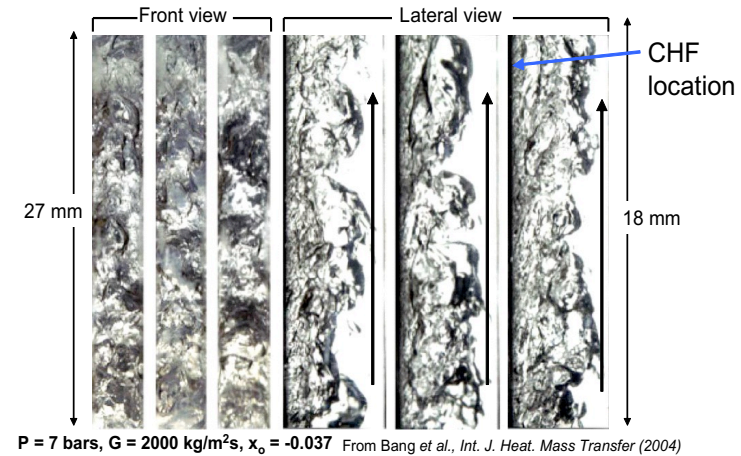 Front view
Lateral view
CHF
location
27 mm
18 mm
P = 7 bars, G = 2000 kg/m²s, xₒ = -0.037 From Bang et al., Int. J. Heat. Mass Transfer (2004)